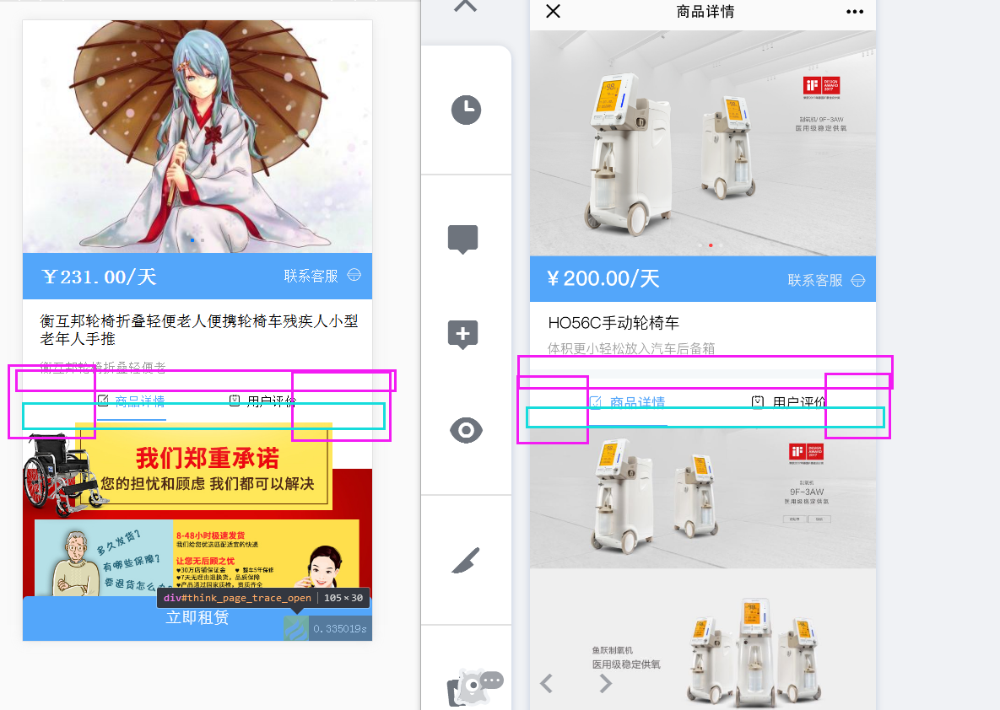 ¥231.00/天
联系客服
衡互邦轮椅折叠轻便老人便携轮椅车残疾人小型
老年人手推
衡互邦轮椅折叠轻便老
商品详情
用户评价
我们郑重承诺
您的担忧和顾虑 我们都可以解决
多久发货?
有哪些保障?
要退货怎么办
8-48小时极速发货
我们给您优选匹配适宜的快递
让您无后顾之忧
♥30万店铺保证金 ♥ 整车5年保修
♥7天无理由退换货,品质保障
♥产品通过国家质检,资质齐全
div#think_page_trace_open | 105×30
立即租赁
0.335019s
商品详情
iF DESIGN AWARD 2017
制氧机/ 9F-3AW
医用级稳定供氧
¥200.00/天
联系客服
HO56C手动轮椅车
体积更小轻松放入汽车后备箱
商品详情
用户评价
iF DESIGN AWARD 2017
制氧机
9F-3AW
医用级稳定供氧
鱼跃制氧机
医用级稳定供氧